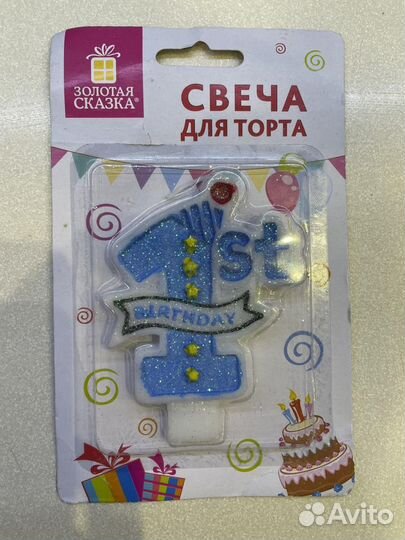 ЗОЛОТАЯ
СКАЗКА®
СВЕЧА
ДЛЯ ТОРТА
1st
BIRTHDAY
Avito